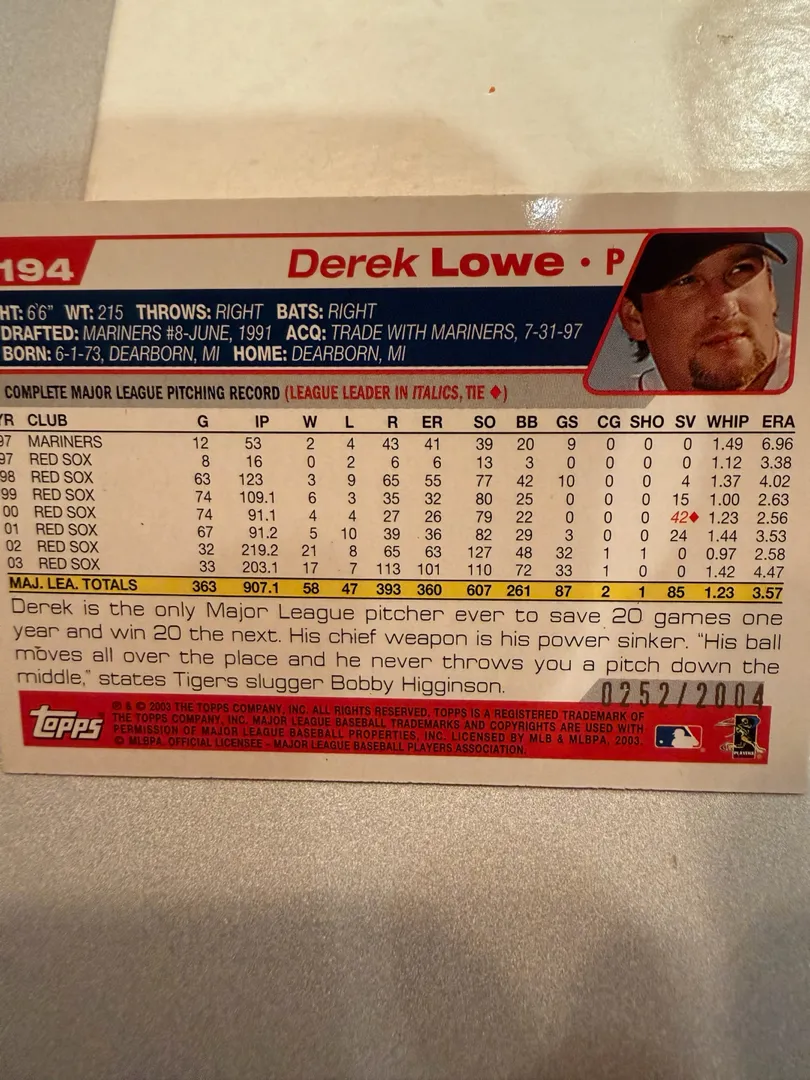 194
Derek Lowe • P
HT: 6'6" WT: 215 THROWS: RIGHT BATS: RIGHT
DRAFTED: MARINERS #8-JUNE, 1991 ACQ: TRADE WITH MARINERS, 7-31-97
BORN: 6-1-73, DEARBORN, MI HOME: DEARBORN, MI
COMPLETE MAJOR LEAGUE PITCHING RECORD (LEAGUE LEADER IN ITALICS, TIE ♦)
YR CLUB G IP W L R ER SO BB GS CG SHO SV WHIP ERA
97 MARINERS 12 53 2 4 43 41 39 20 9 0 0 0 1.49 6.96
97 RED SOX 8 16 0 2 6 6 13 3 0 0 0 0 1.12 3.38
98 RED SOX 63 123 3 9 65 55 77 42 10 0 0 4 1.37 4.02
99 RED SOX 74 109.1 6 3 35 32 80 25 0 0 0 15 1.00 2.63
00 RED SOX 74 91.1 4 4 27 26 79 22 0 0 0 42♦ 1.23 2.56
01 RED SOX 67 91.2 5 10 39 36 82 29 3 0 0 24 1.44 3.53
02 RED SOX 32 219.2 21 8 65 63 127 48 32 1 1 0 0.97 2.58
03 RED SOX 33 203.1 17 7 113 101 110 72 33 1 0 0 1.42 4.47
MAJ. LEA. TOTALS 363 907.1 58 47 393 360 607 261 87 2 1 85 1.23 3.57
Derek is the only Major League pitcher ever to save 20 games one
year and win 20 the next. His chief weapon is his power sinker. "His ball
moves all over the place and he never throws you a pitch down the
middle," states Tigers slugger Bobby Higginson.
0252/2004
Topps
® & © 2003 THE TOPPS COMPANY, INC. ALL RIGHTS RESERVED. TOPPS IS A REGISTERED TRADEMARK OF
THE TOPPS COMPANY, INC. MAJOR LEAGUE BASEBALL TRADEMARKS AND COPYRIGHTS ARE USED WITH
PERMISSION OF MAJOR LEAGUE BASEBALL PROPERTIES, INC. LICENSED BY MLB & MLBPA, 2003.
© MLBPA. OFFICIAL LICENSEE - MAJOR LEAGUE BASEBALL PLAYERS ASSOCIATION.